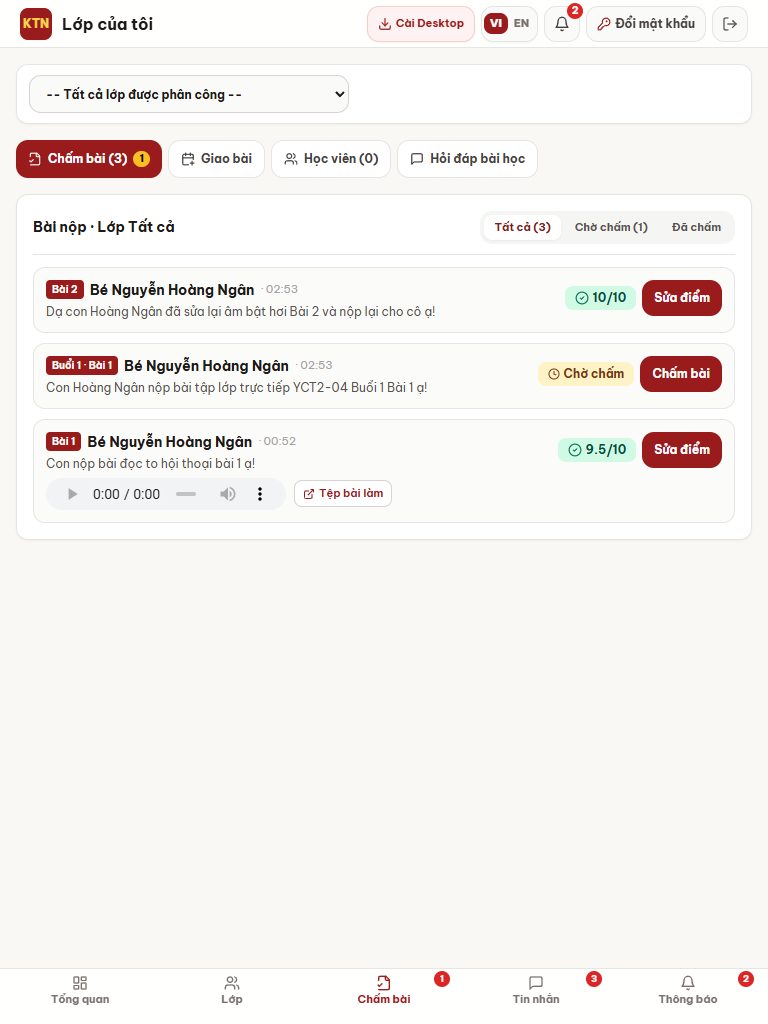 KTN Lớp của tôi Cài Desktop VI EN 2 Đổi mật khẩu
-- Tất cả lớp được phân công --
Chấm bài (3) 1 Giao bài Học viên (0) Hỏi đáp bài học
Bài nộp · Lớp Tất cả Tất cả (3) Chờ chấm (1) Đã chấm
Bài 2 Bé Nguyễn Hoàng Ngân · 02:53 10/10 Sửa điểm
Dạ con Hoàng Ngân đã sửa lại âm bật hơi Bài 2 và nộp lại cho cô ạ!
Buổi 1 · Bài 1 Bé Nguyễn Hoàng Ngân · 02:53 Chờ chấm Chấm bài
Con Hoàng Ngân nộp bài tập lớp trực tiếp YCT2-04 Buổi 1 Bài 1 ạ!
Bài 1 Bé Nguyễn Hoàng Ngân · 00:52 9.5/10 Sửa điểm
Con nộp bài đọc to hội thoại bài 1 ạ!
0:00 / 0:00 Tệp bài làm
1 3 2
Tổng quan Lớp Chấm bài Tin nhắn Thông báo